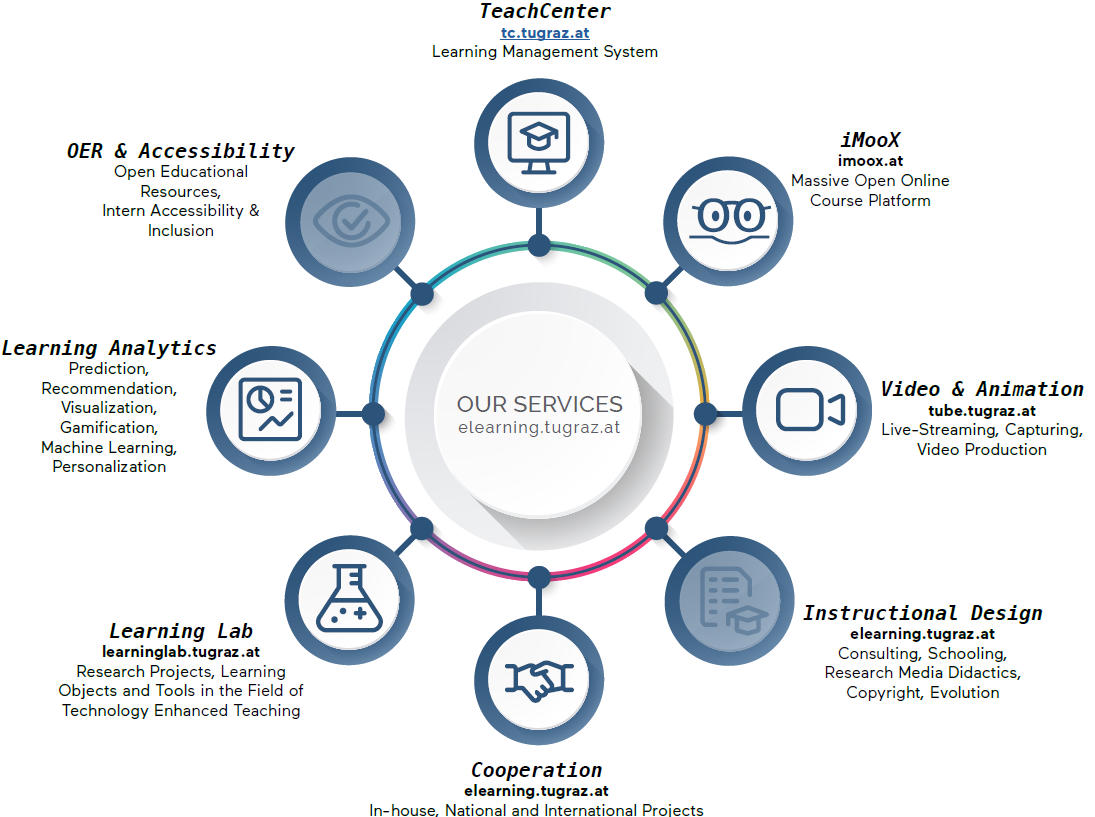 TeachCenter
tc.tugraz.at
Learning Management System
iMooX
imoox.at
Massive Open Online
Course Platform
Video & Animation
tube.tugraz.at
Live-Streaming, Capturing,
Video Production
Instructional Design
elearning.tugraz.at
Consulting, Schooling,
Research Media Didactics,
Copyright, Evolution
Cooperation
elearning.tugraz.at
In-house, National and International Projects
Learning Lab
learninglab.tugraz.at
Research Projects, Learning
Objects and Tools in the Field of
Technology Enhanced Teaching
Learning Analytics
Prediction,
Recommendation,
Visualization,
Gamification,
Machine Learning,
Personalization
OER & Accessibility
Open Educational
Resources,
Intern Accessibility &
Inclusion
OUR SERVICES
elearning.tugraz.at